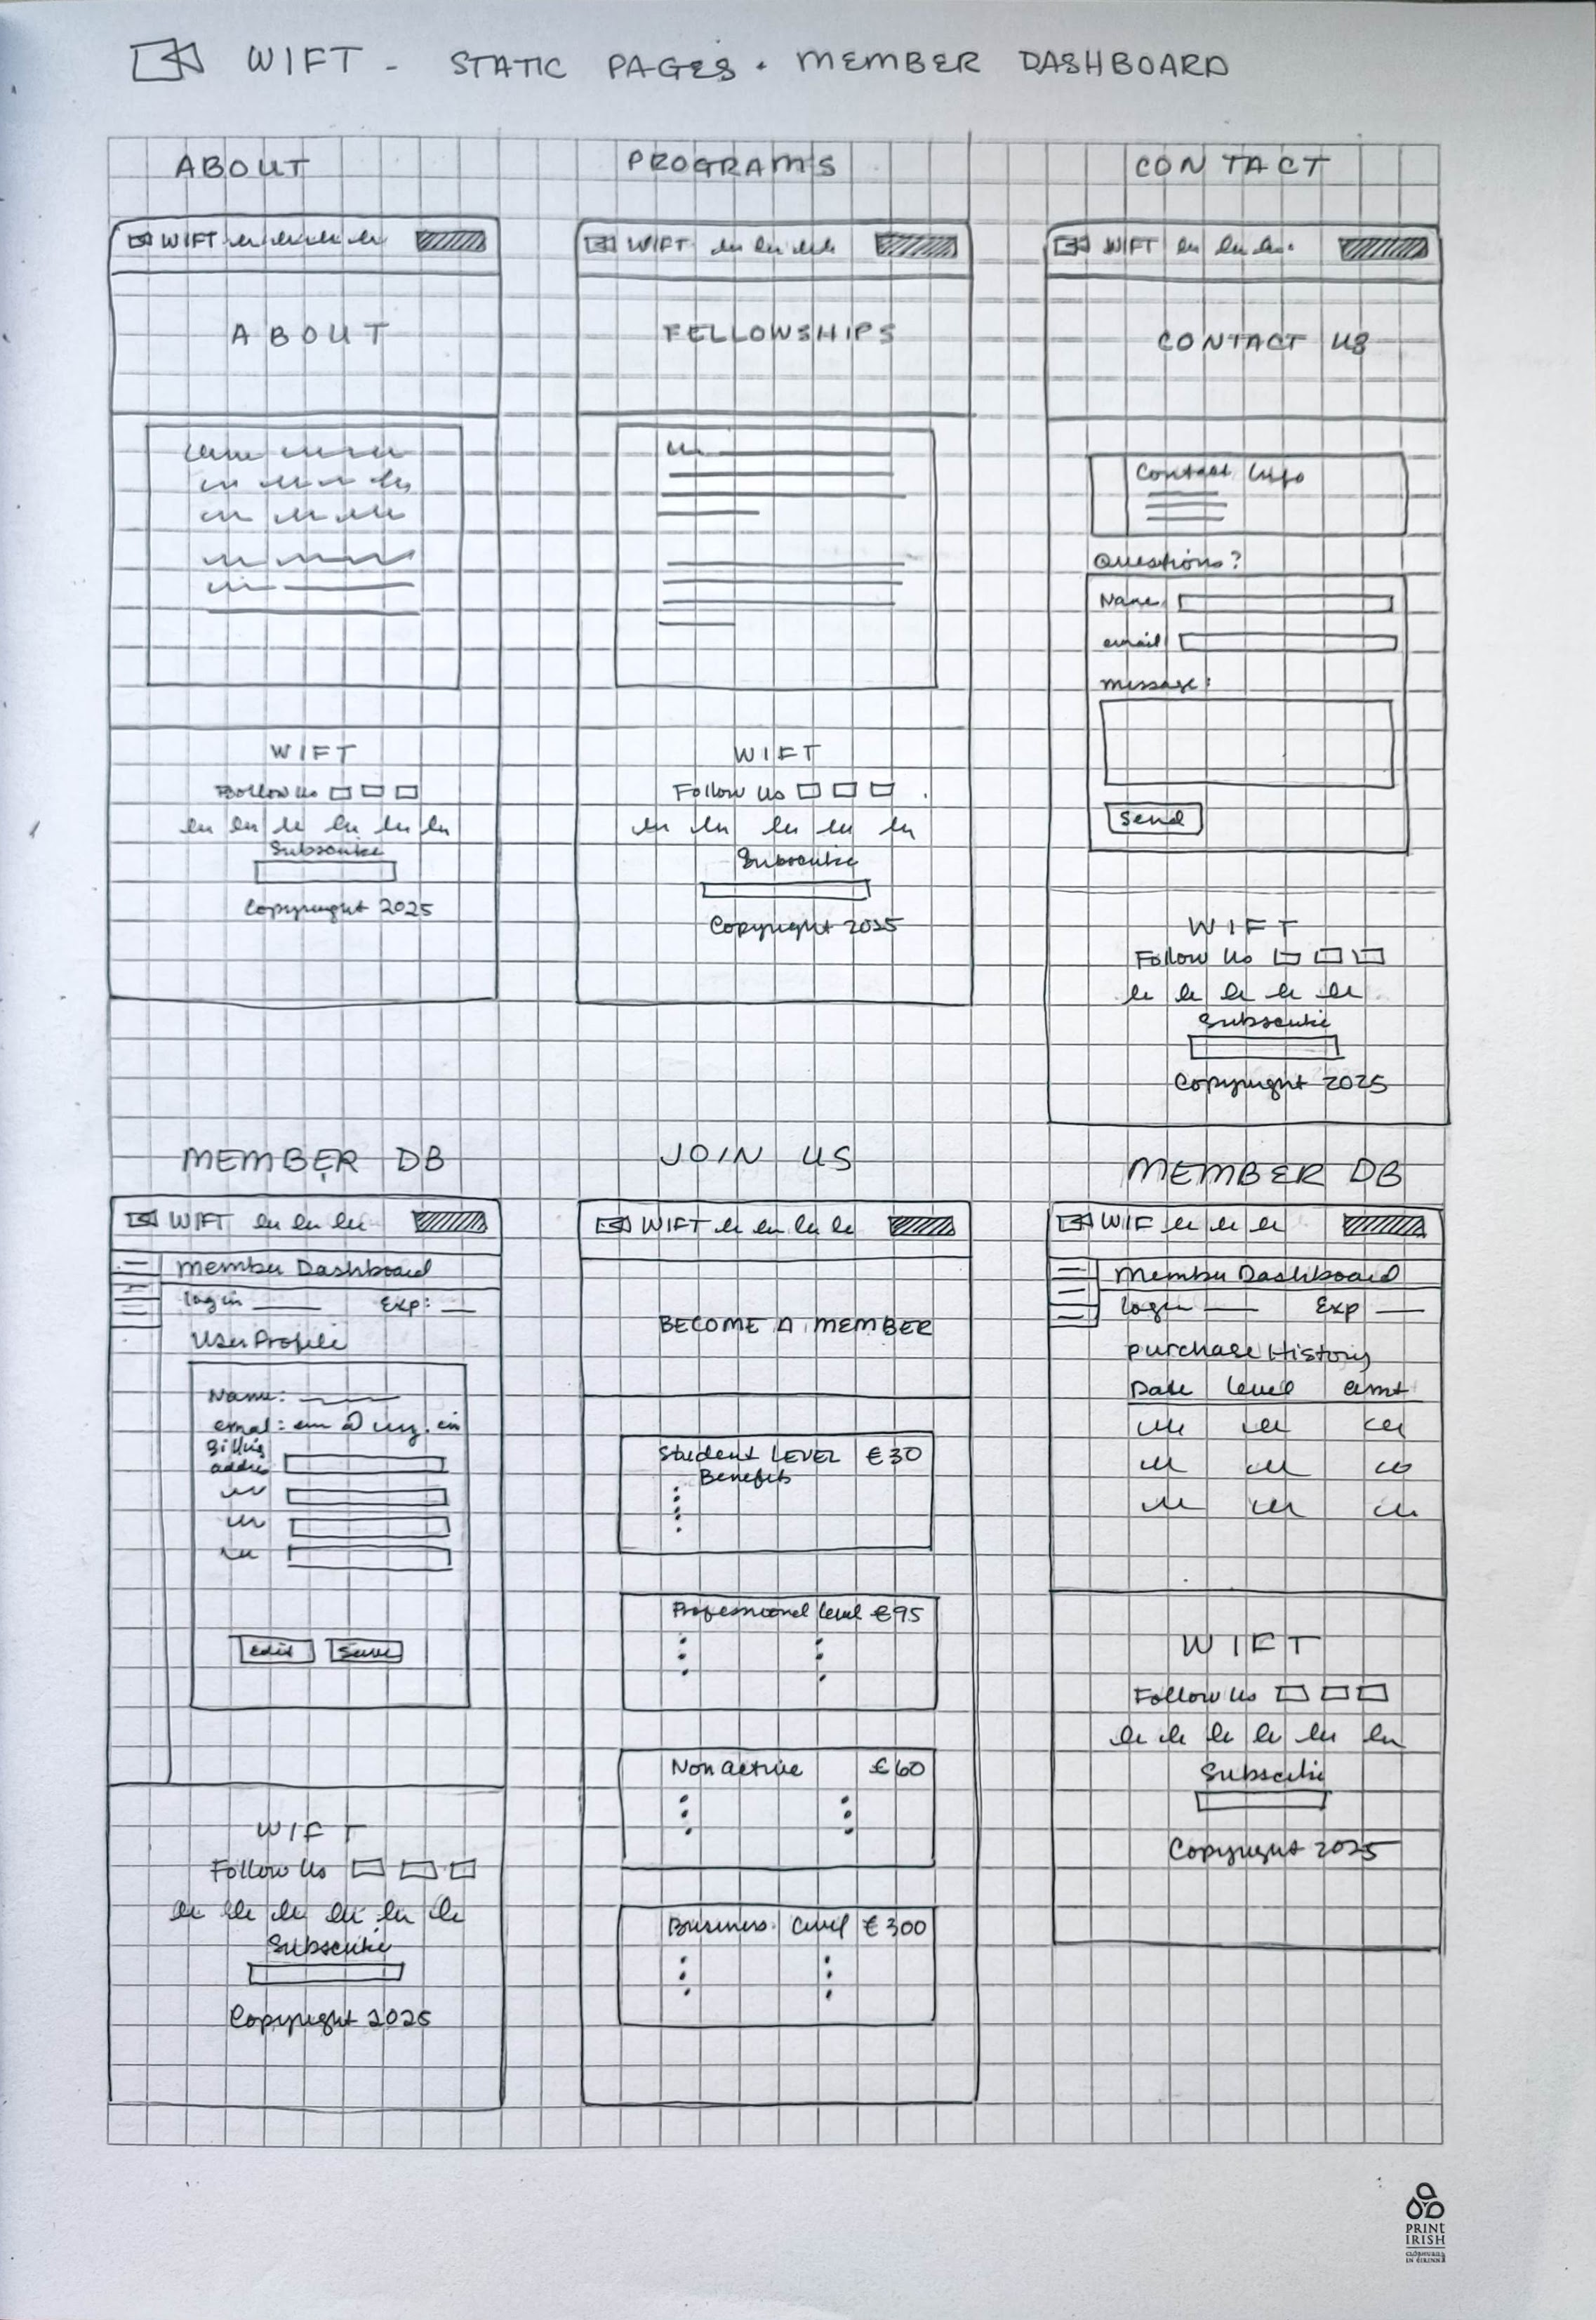 WIFT - STATIC PAGES. MEMBER DASHBOARD
ABOUT
WIFT
ABOUT
WIFT
Follow us
Subscribe
Copyright 2025
PROGRAMS
WIFT
FELLOWSHIPS
WIFT
Follow Us
Subscribe
Copyright 2025
CONTACT
WIFT
CONTACT US
Contact Info
Questions?
Name
email
message:
Send
WIFT
Follow Us
Subscribe
Copyright 2025
MEMBER DB
WIFT
Member Dashboard
login Exp:
User Profile
Name:
email:
Billing
address
edit Save
WIFT
Follow Us
Subscribe
Copyright 2025
JOIN US
WIFT
BECOME A MEMBER
Student LEVEL €30
Benefits
Professional level €95
Non active €60
Business level €300
MEMBER DB
WIF
Member Dashboard
login Exp
purchase History
Date level amt
WIFT
Follow Us
Subscribe
Copyright 2025
PRINT
IRISH
CLÓBHUAILTE
IN ÉIRINN